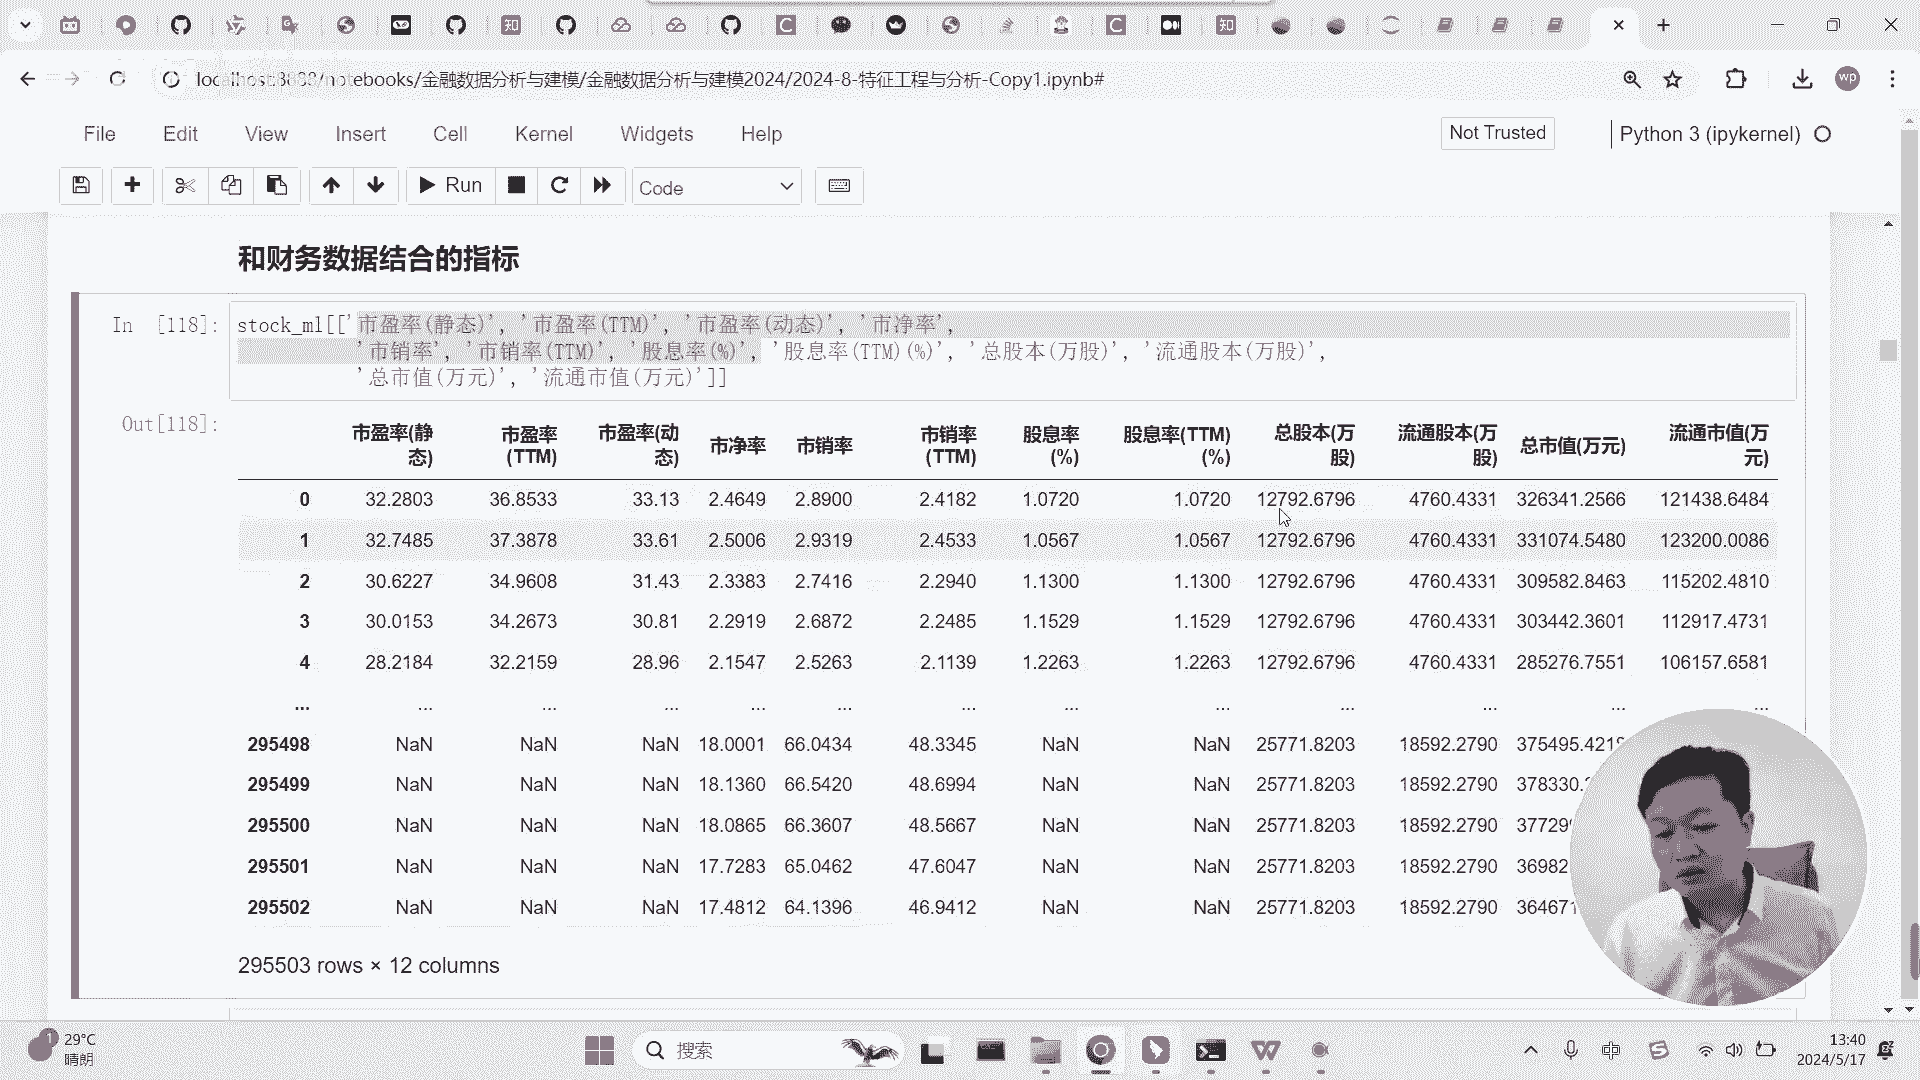 localhost:8888/notebooks/金融数据分析与建模/金融数据分析与建模2024/2024-8-特征工程与分析-Copy1.ipynb#
wp
File Edit View Insert Cell Kernel Widgets Help
Not Trusted
Python 3 (ipykernel)
Run
Code
和财务数据结合的指标
In [118]:
stock_ml[['市盈率(静态)', '市盈率(TTM)', '市盈率(动态)', '市净率',
'市销率', '市销率(TTM)', '股息率(%)', '股息率(TTM)(%)', '总股本(万股)', '流通股本(万股)',
'总市值(万元)', '流通市值(万元)']]
Out[118]:
市盈率(静态) 市盈率(TTM) 市盈率(动态) 市净率 市销率 市销率(TTM) 股息率(%) 股息率(TTM)(%) 总股本(万股) 流通股本(万股) 总市值(万元) 流通市值(万元)
0 32.2803 36.8533 33.13 2.4649 2.8900 2.4182 1.0720 1.0720 12792.6796 4760.4331 326341.2566 121438.6484
1 32.7485 37.3878 33.61 2.5006 2.9319 2.4533 1.0567 1.0567 12792.6796 4760.4331 331074.5480 123200.0086
2 30.6227 34.9608 31.43 2.3383 2.7416 2.2940 1.1300 1.1300 12792.6796 4760.4331 309582.8463 115202.4810
3 30.0153 34.2673 30.81 2.2919 2.6872 2.2485 1.1529 1.1529 12792.6796 4760.4331 303442.3601 112917.4731
4 28.2184 32.2159 28.96 2.1547 2.5263 2.1139 1.2263 1.2263 12792.6796 4760.4331 285276.7551 106157.6581
... ... ... ... ... ... ... ... ... ... ... ... ...
295498 NaN NaN NaN 18.0001 66.0434 48.3345 NaN NaN 25771.8203 18592.2790 375495.421
295499 NaN NaN NaN 18.1360 66.5420 48.6994 NaN NaN 25771.8203 18592.2790 378330.
295500 NaN NaN NaN 18.0865 66.3607 48.5667 NaN NaN 25771.8203 18592.2790 37729
295501 NaN NaN NaN 17.7283 65.0462 47.6047 NaN NaN 25771.8203 18592.2790 36982
295502 NaN NaN NaN 17.4812 64.1396 46.9412 NaN NaN 25771.8203 18592.2790 364671
295503 rows × 12 columns
1
29°C
晴朗
搜索
中
13:40
2024/5/17